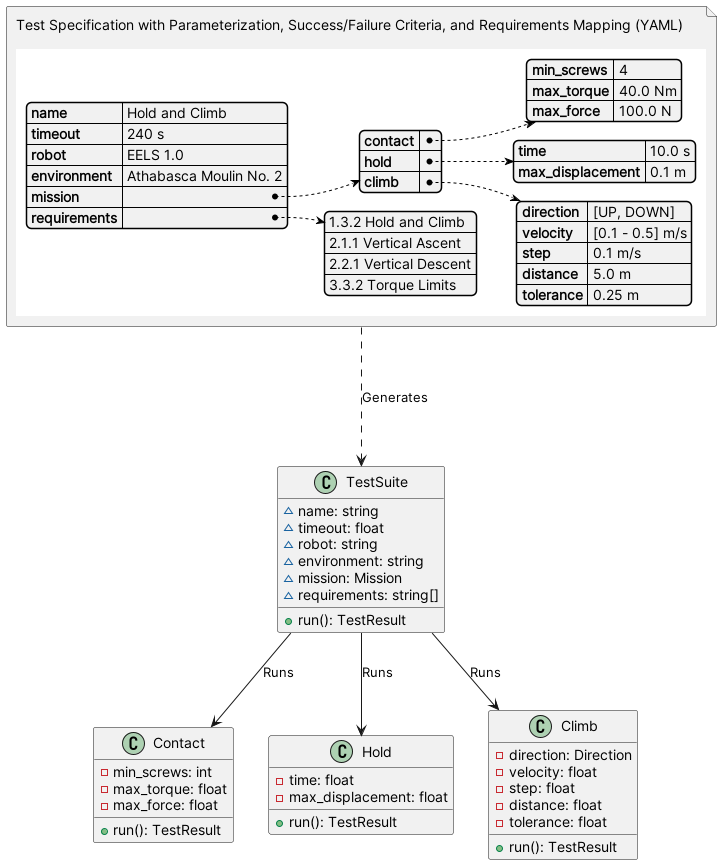 Test Specification with Parameterization, Success/Failure Criteria, and Requirements Mapping (YAML)
name Hold and Climb
timeout 240 s
robot EELS 1.0
environment Athabasca Moulin No. 2
mission
requirements
contact
hold
climb
min_screws 4
max_torque 40.0 Nm
max_force 100.0 N
time 10.0 s
max_displacement 0.1 m
direction [UP, DOWN]
velocity [0.1 - 0.5] m/s
step 0.1 m/s
distance 5.0 m
tolerance 0.25 m
1.3.2 Hold and Climb
2.1.1 Vertical Ascent
2.2.1 Vertical Descent
3.3.2 Torque Limits
Generates
C TestSuite
name: string
timeout: float
robot: string
environment: string
mission: Mission
requirements: string[]
run(): TestResult
Runs
Runs
Runs
C Contact
min_screws: int
max_torque: float
max_force: float
run(): TestResult
C Hold
time: float
max_displacement: float
run(): TestResult
C Climb
direction: Direction
velocity: float
step: float
distance: float
tolerance: float
run(): TestResult